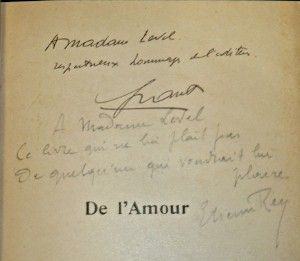 A Madame Level.
respectueux hommage de l'éditeur
A Madame Level
Ce livre qui ne lui plaît pas
De quelqu'un qui voudrait lui
plaire
De l'Amour
Etienne Rey